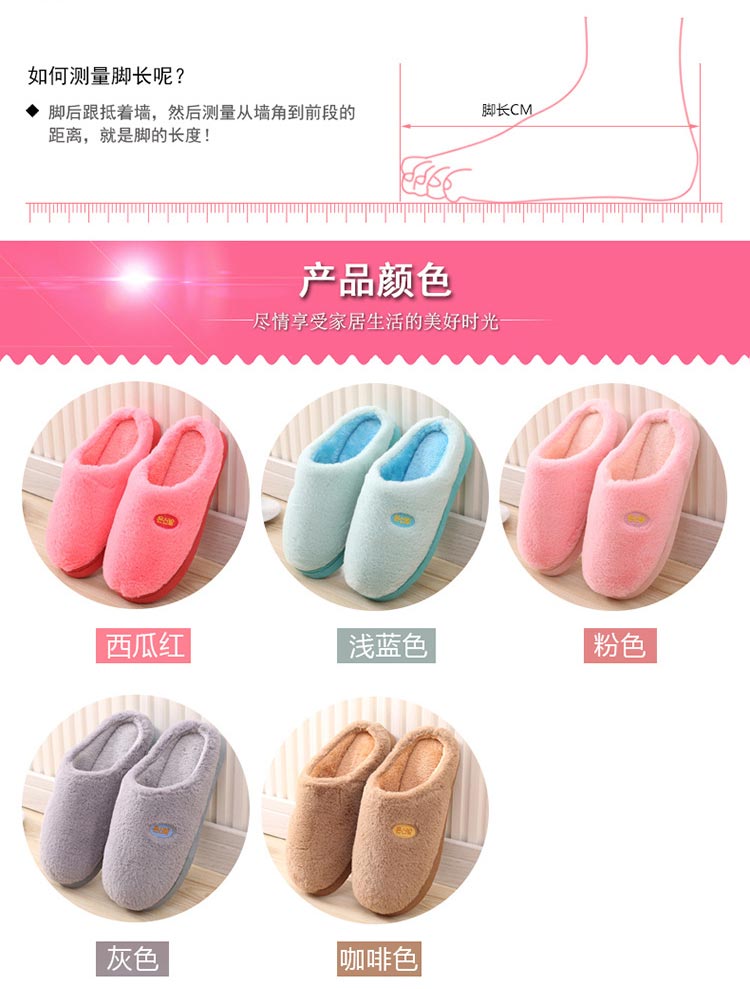 如何测量脚长呢？
◆ 脚后跟抵着墙，然后测量从墙角到前段的
距离，就是脚的长度！
脚长CM
产品颜色
尽情享受家居生活的美好时光
西瓜红
浅蓝色
粉色
灰色
咖啡色